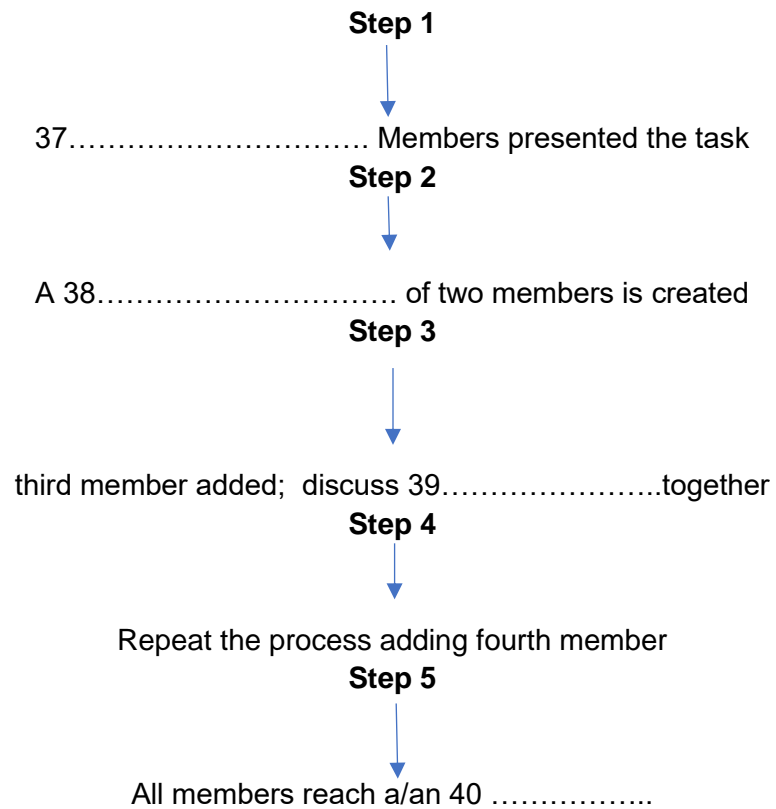 Step 1
37……………………………. Members presented the task
Step 2
A 38…………………………. of two members is created
Step 3
third member added;  discuss 39…………………..together
Step 4
Repeat the process adding fourth member
Step 5
All members reach a/an 40 ……………..